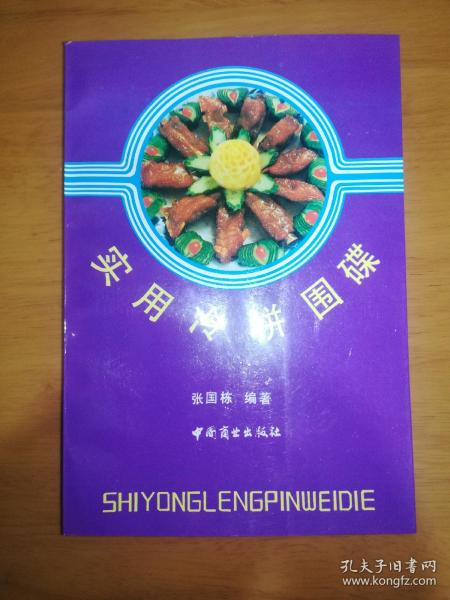 实用冷拼围碟
张国栋 编著
中国商业出版社
SHIYONGLENGPINWEIDIE
孔夫子旧书网
www.kongfz.com